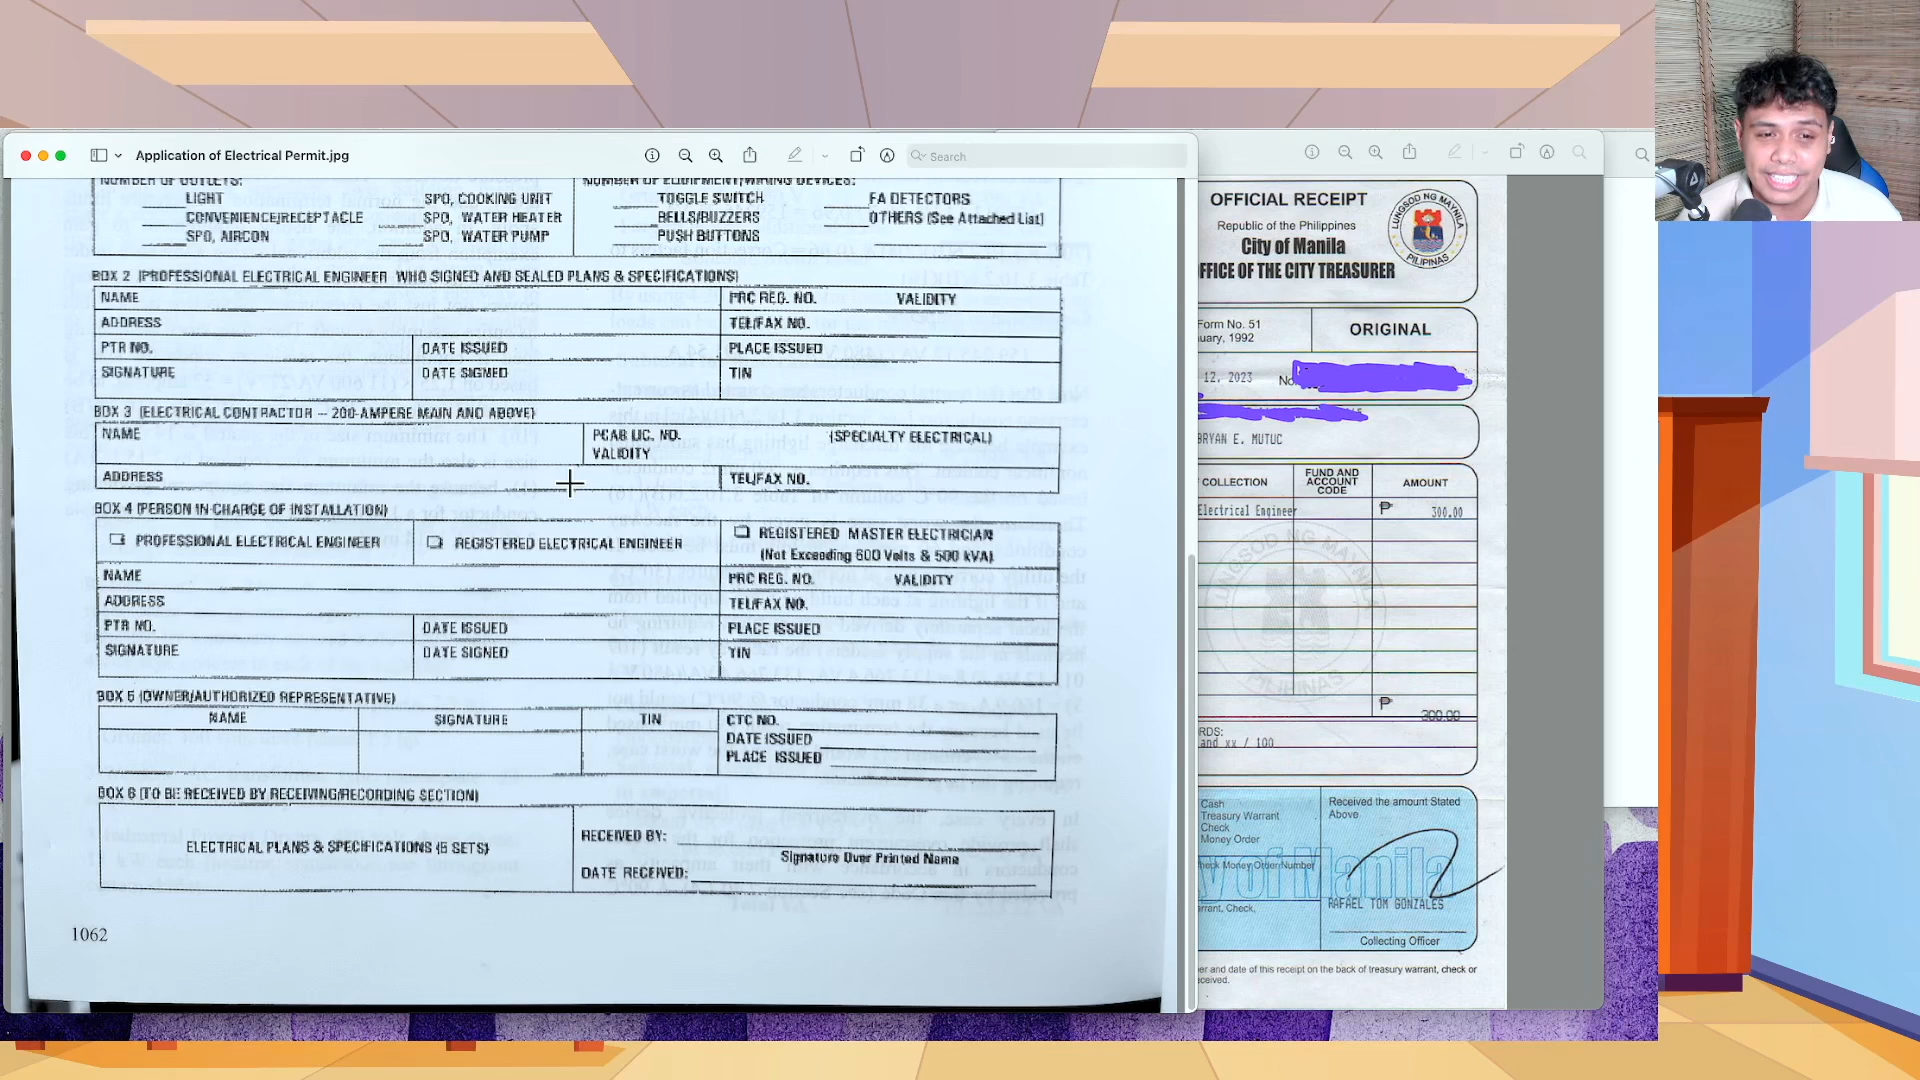 Application of Electrical Permit.jpg
Search
NUMBER OF OUTLETS:
LIGHT
SPO, COOKING UNIT
CONVENIENCE/RECEPTACLE
SPO, WATER HEATER
SPO, AIRCON
SPO, WATER PUMP
NUMBER OF EQUIPMENT/WIRING DEVICES:
TOGGLE SWITCH
FA DETECTORS
BELLS/BUZZERS
OTHERS (See Attached List)
PUSH BUTTONS
BOX 2 (PROFESSIONAL ELECTRICAL ENGINEER WHO SIGNED AND SEALED PLANS & SPECIFICATIONS)
NAME
PRC REG. NO. VALIDITY
ADDRESS
TEL/FAX NO.
PTR NO.
DATE ISSUED
PLACE ISSUED
SIGNATURE
DATE SIGNED
TIN
BOX 3 (ELECTRICAL CONTRACTOR – 200-AMPERE MAIN AND ABOVE)
NAME
PCAB LIC. NO. (SPECIALTY ELECTRICAL)
VALIDITY
ADDRESS
TEL/FAX NO.
BOX 4 (PERSON IN-CHARGE OF INSTALLATION)
PROFESSIONAL ELECTRICAL ENGINEER
REGISTERED ELECTRICAL ENGINEER
REGISTERED MASTER ELECTRICIAN
(Not Exceeding 600 Volts & 500 kVA)
NAME
PRC REG. NO. VALIDITY
ADDRESS
TEL/FAX NO.
PTR NO.
DATE ISSUED
PLACE ISSUED
SIGNATURE
DATE SIGNED
TIN
BOX 5 (OWNER/AUTHORIZED REPRESENTATIVE)
NAME
SIGNATURE
TIN
CTC NO.
DATE ISSUED
PLACE ISSUED
BOX 6 (TO BE RECEIVED BY RECEIVING/RECORDING SECTION)
ELECTRICAL PLANS & SPECIFICATIONS (5 SETS)
RECEIVED BY:
Signature Over Printed Name
DATE RECEIVED:
1062
OFFICIAL RECEIPT
Republic of the Philippines
City of Manila
FFICE OF THE CITY TREASURER
LUNGSOD NG MAYNILA
PILIPINAS
Form No. 51
uary, 1992
ORIGINAL
12, 2023
No
BRYAN E. MUTUC
COLLECTION
FUND AND
ACCOUNT
CODE
AMOUNT
Electrical Engineer
₱ 300.00
LUNGSOD NG MAYNILA
PILIPINAS
₱ 300.00
RDS:
and xx / 100
Cash
Treasury Warrant
Check
Money Order
Received the amount Stated
Above
heck Money Order Number
y of Manila
rrant, Check,
RAFAEL TOM GONZALES
Collecting Officer
er and date of this receipt on the back of treasury warrant, check or
eceived.